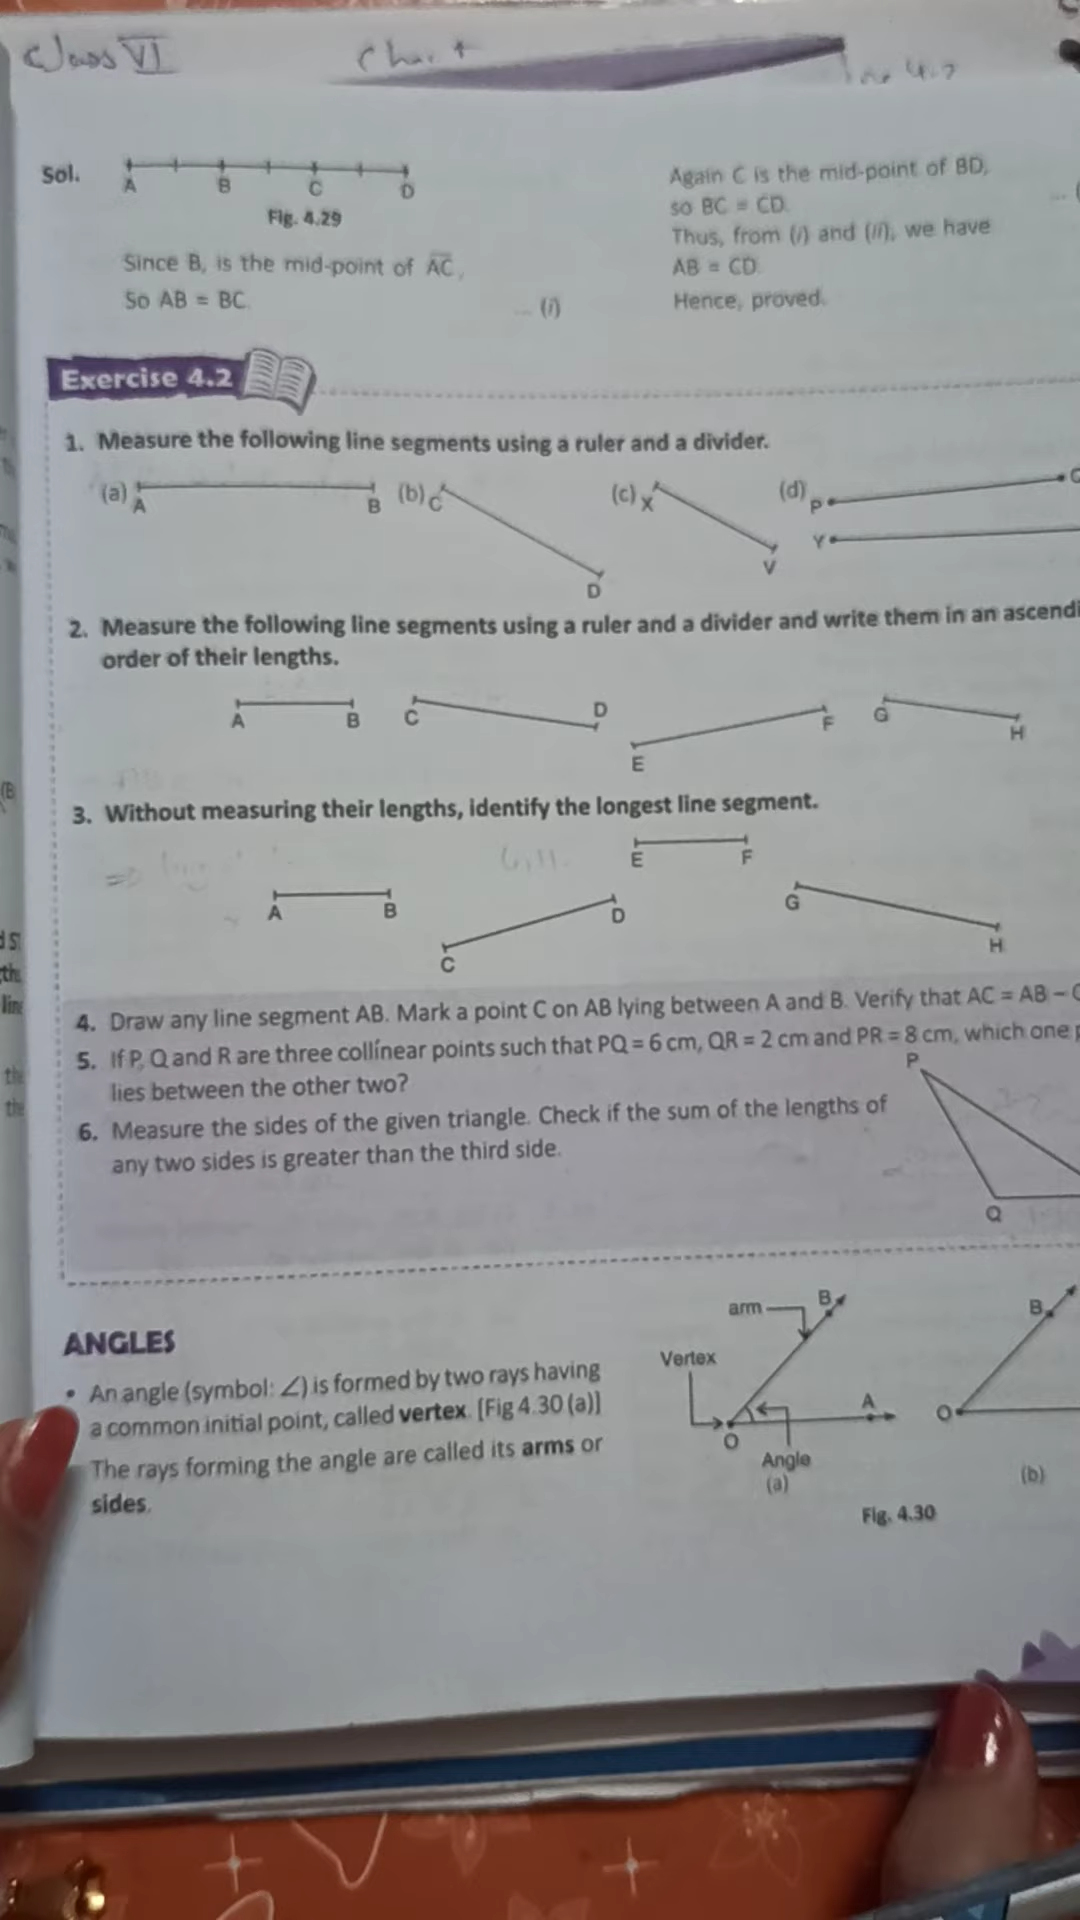 Class VI
Chart
Sol.
A B C D
Fig. 4.29
Since B, is the mid-point of AC,
So AB = BC.
... (i)
Again C is the mid-point of BD,
so BC = CD.
Thus, from (i) and (ii), we have
AB = CD.
Hence, proved.
Exercise 4.2
1. Measure the following line segments using a ruler and a divider.
(a) A B (b) C D (c) X V (d) P Y
2. Measure the following line segments using a ruler and a divider and write them in an ascendi
order of their lengths.
A B C D E F G H
3. Without measuring their lengths, identify the longest line segment.
A B C D E F G H
4. Draw any line segment AB. Mark a point C on AB lying between A and B. Verify that AC = AB –
5. If P, Q and R are three collinear points such that PQ = 6 cm, QR = 2 cm and PR = 8 cm, which one
lies between the other two?
6. Measure the sides of the given triangle. Check if the sum of the lengths of
any two sides is greater than the third side.
P
Q
ANGLES
• An angle (symbol: ∠) is formed by two rays having
a common initial point, called vertex. [Fig 4.30 (a)]
The rays forming the angle are called its arms or
sides.
arm B
Vertex
A
O
Angle
(a)
B
O
(b)
Fig. 4.30